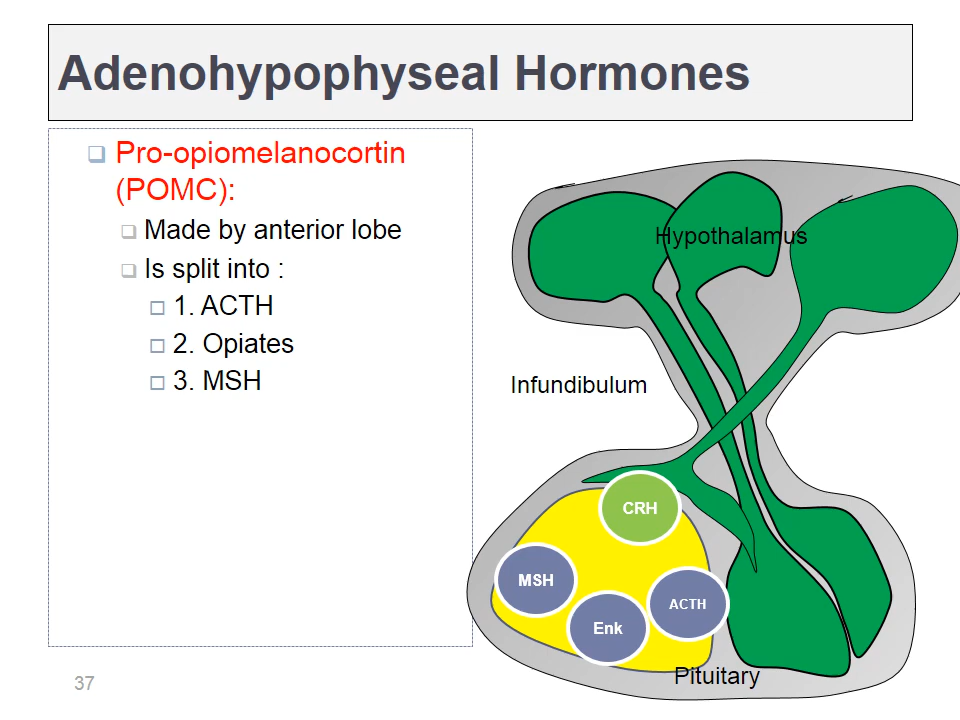 Adenohypophyseal Hormones
Pro-opiomelanocortin
(POMC):
Made by anterior lobe
Is split into :
1. ACTH
2. Opiates
3. MSH
Hypothalamus
Infundibulum
CRH
MSH
ACTH
Enk
Pituitary
37